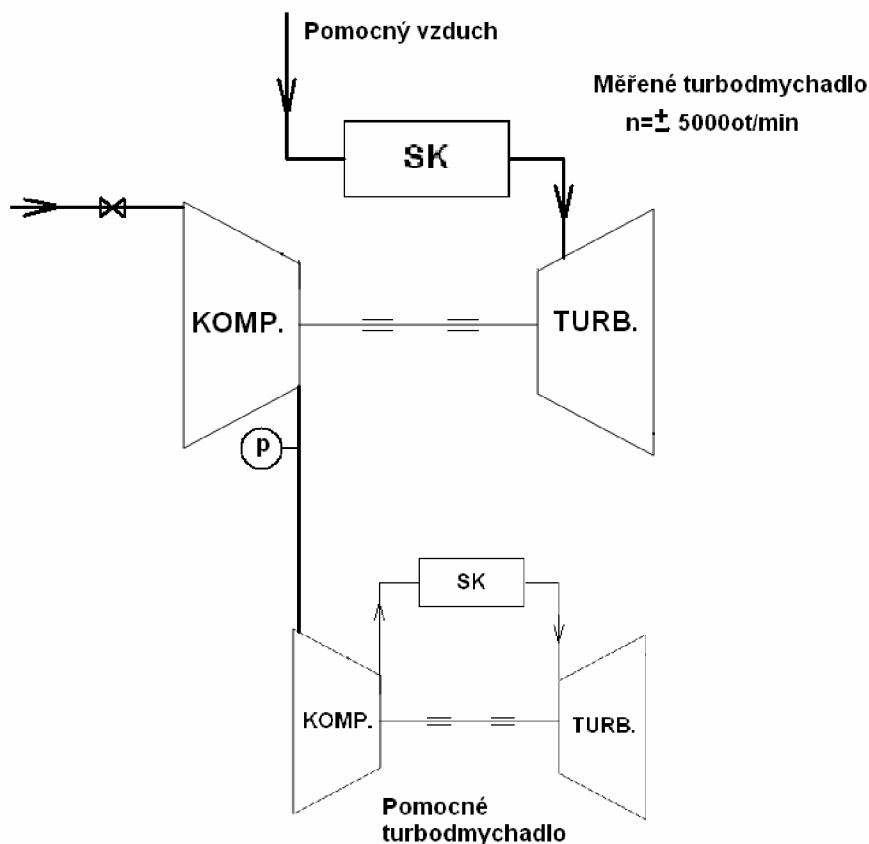 Pomocný vzduch
Měřené turbodmychadlo
n=± 5000ot/min
SK
KOMP.
TURB.
p
SK
KOMP.
TURB.
Pomocné
turbodmychadlo